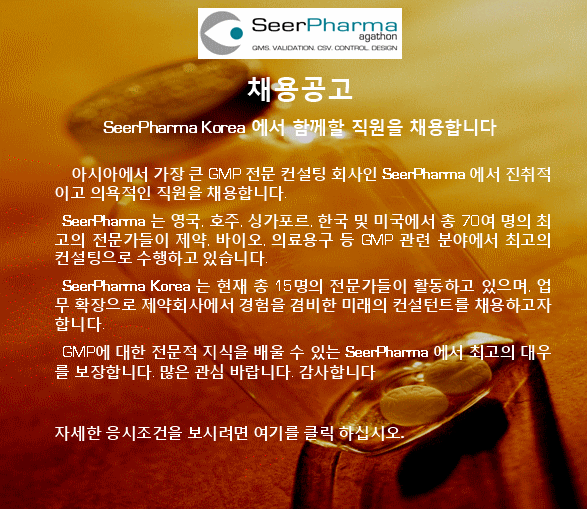 SeerPharma
agathon
QMS. VALIDATION. CSV. CONTROL. DESIGN
채용공고
SeerPharma Korea 에서 함께할 직원을 채용합니다
아시아에서 가장 큰 GMP 전문 컨설팅 회사인 SeerPharma 에서 진취적
이고 의욕적인 직원을 채용합니다.
SeerPharma 는 영국, 호주, 싱가포르, 한국 및 미국에서 총 70여 명의 최
고의 전문가들이 제약, 바이오, 의료용구 등 GMP 관련 분야에서 최고의
컨설팅으로 수행하고 있습니다.
SeerPharma Korea 는 현재 총 15명의 전문가들이 활동하고 있으며, 업
무 확장으로 제약회사에서 경험을 겸비한 미래의 컨설턴트를 채용하고자
합니다.
GMP에 대한 전문적 지식을 배울 수 있는 SeerPharma 에서 최고의 대우
를 보장합니다. 많은 관심 바랍니다. 감사합니다
자세한 응시조건을 보시려면 여기를 클릭 하십시오.